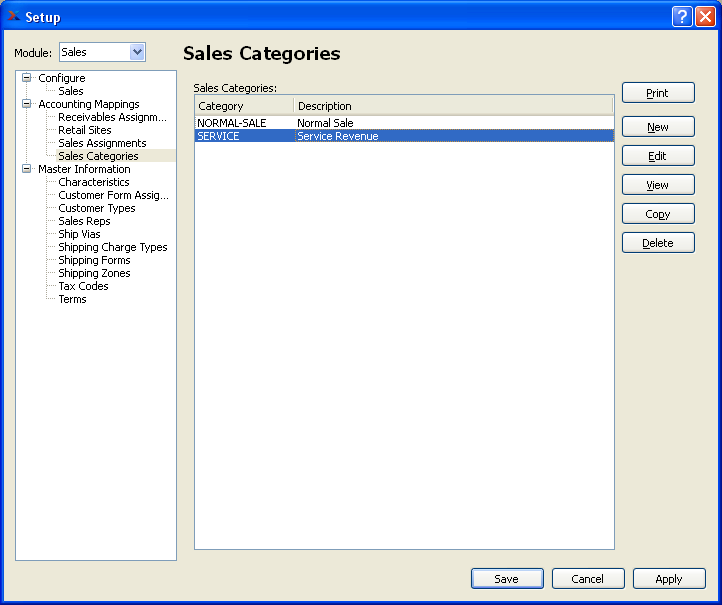 Setup
Module: Sales
Sales Categories
Configure
Sales
Accounting Mappings
Receivables Assignm...
Retail Sites
Sales Assignments
Sales Categories
Master Information
Characteristics
Customer Form Assig...
Customer Types
Sales Reps
Ship Vias
Shipping Charge Types
Shipping Forms
Shipping Zones
Tax Codes
Terms
Sales Categories:
Category Description
NORMAL-SALE Normal Sale
SERVICE Service Revenue
Print
New
Edit
View
Copy
Delete
Save Cancel Apply